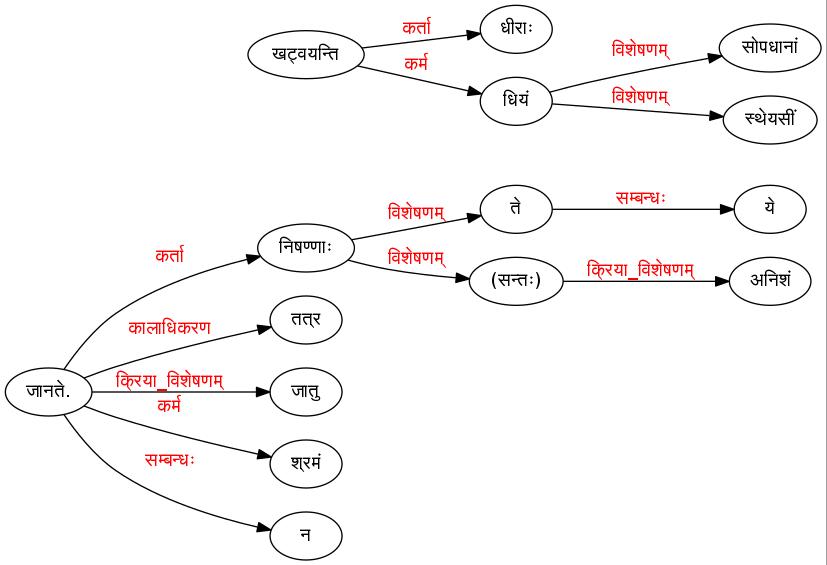 कर्ता
धीराः
खट्वयन्ति
विशेषणम्
सोपधानां
कर्म
धियं
विशेषणम्
स्थेयसीं
विशेषणम्
ते
सम्बन्धः
ये
कर्ता
निषण्णाः
विशेषणम्
(सन्तः)
क्रिया_विशेषणम्
अनिशं
कालाधिकरण
तत्र
जानते.
क्रिया_विशेषणम्
जातु
कर्म
श्रमं
सम्बन्धः
न